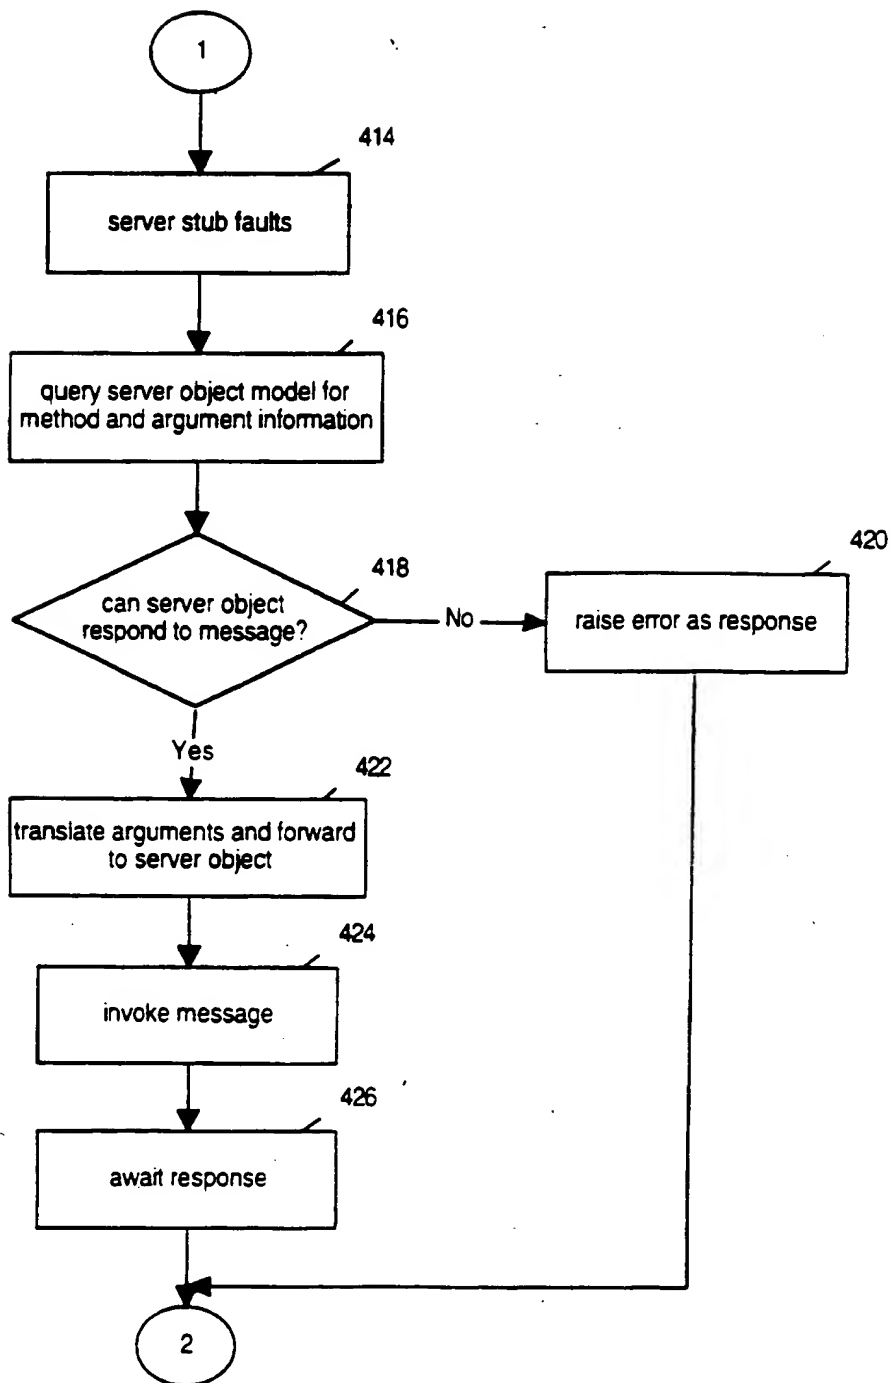 1
414
server stub faults
416
query server object model for
method and argument information
418
can server object
respond to message?
No
420
raise error as response
Yes
422
translate arguments and forward
to server object
424
invoke message
426
await response
2